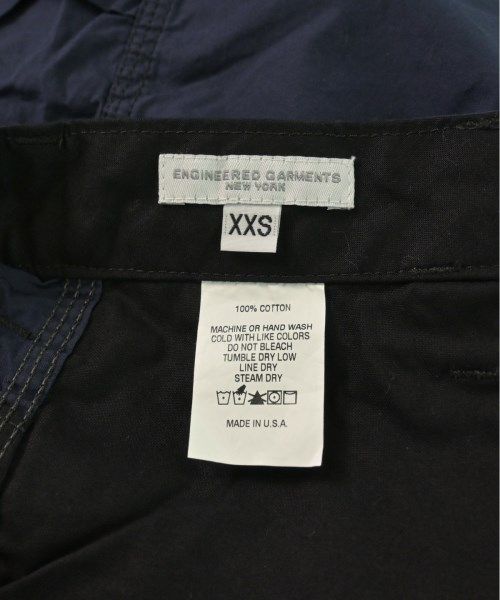 ENGINEERED GARMENTS
NEW YORK
XXS
100% COTTON
MACHINE OR HAND WASH
COLD WITH LIKE COLORS
DO NOT BLEACH
TUMBLE DRY LOW
LINE DRY
STEAM DRY
MADE IN U.S.A.